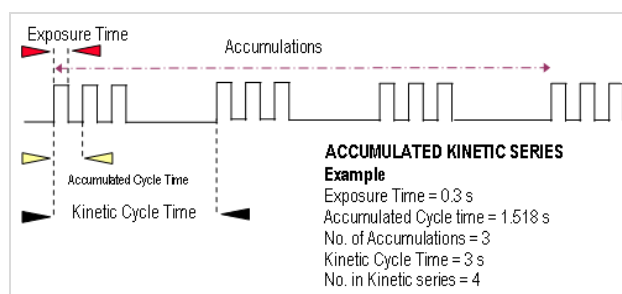 Exposure Time
Accumulations
Accumulated Cycle Time
Kinetic Cycle Time
ACCUMULATED KINETIC SERIES
Example
Exposure Time = 0.3 s
Accumulated Cycle time = 1.518 s
No. of Accumulations = 3
Kinetic Cycle Time = 3 s
No. in Kinetic series = 4